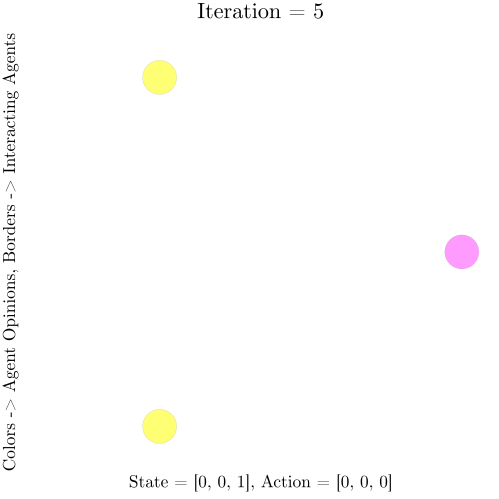 Iteration = 5
Colors -> Agent Opinions, Borders -> Interacting Agents
State = [0, 0, 1], Action = [0, 0, 0]